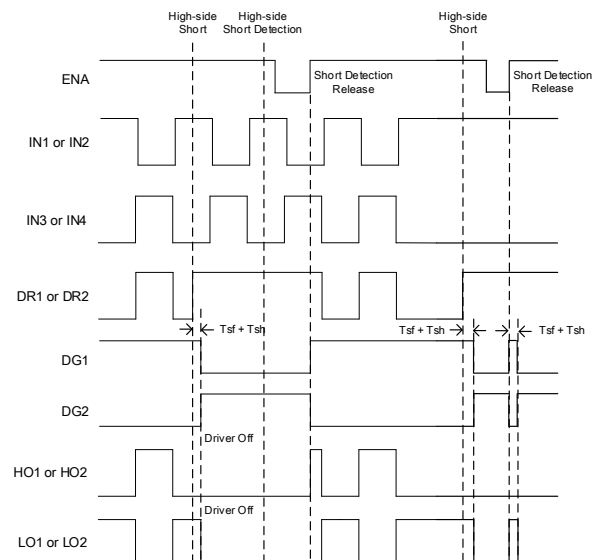 High-side
Short
High-side
Short Detection
High-side
Short
ENA
Short Detection
Release
Short Detection
Release
IN1 or IN2
IN3 or IN4
DR1 or DR2
Tsf + Tsh
Tsf + Tsh
Tsf + Tsh
DG1
DG2
Driver Off
HO1 or HO2
Driver Off
LO1 or LO2